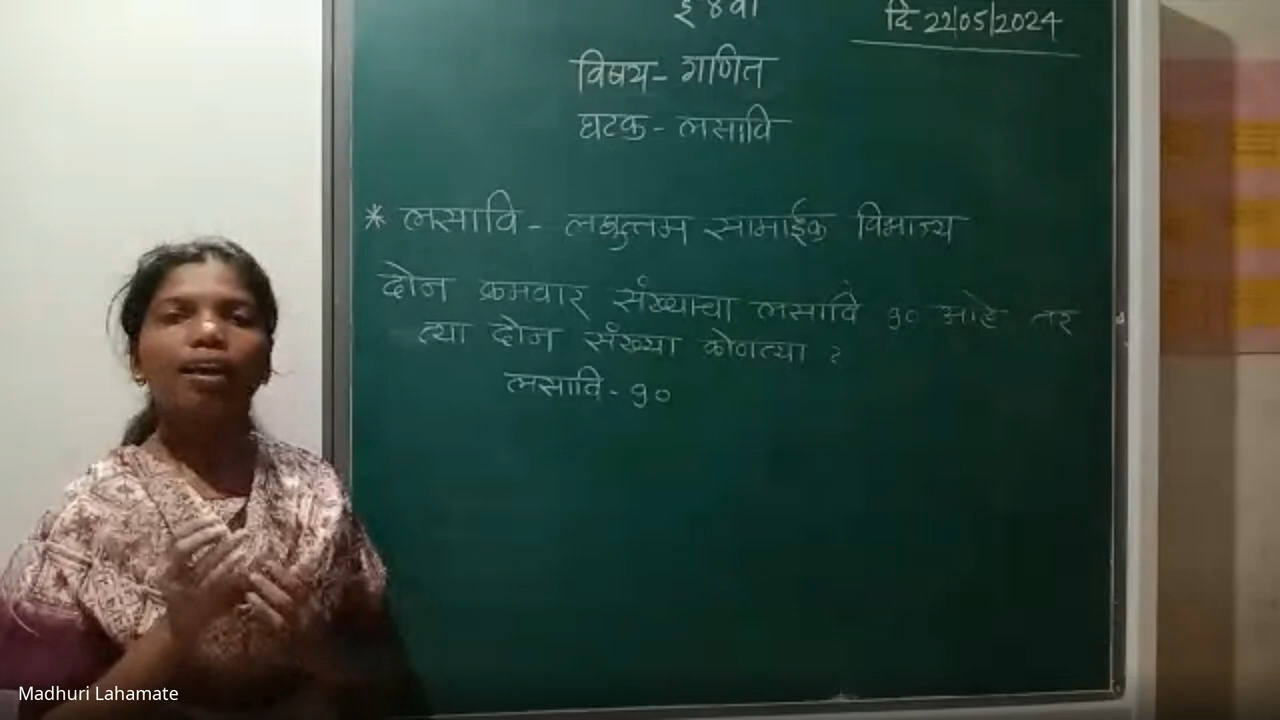 इ ४वी
दि 22/05/2024
विषय - गणित
घटक - लसावि
* लसावि - लघुत्तम सामाईक विभाज्य
दोन क्रमवार संख्याचा लसावि ९० आहे तर
त्या दोन संख्या कोणत्या ?
लसावि - ९०
Madhuri Lahamate